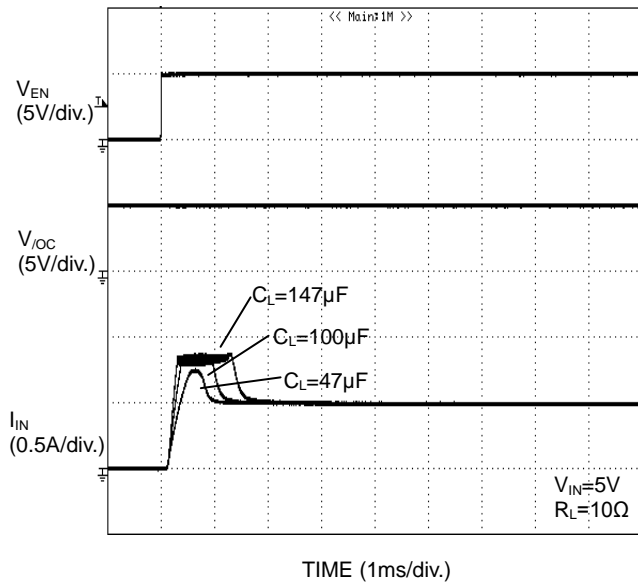 << Main:1M >>
VEN
(5V/div.)
T
V/OC
(5V/div.)
CL=147µF
CL=100µF
CL=47µF
IIN
(0.5A/div.)
VIN=5V
RL=10Ω
TIME (1ms/div.)